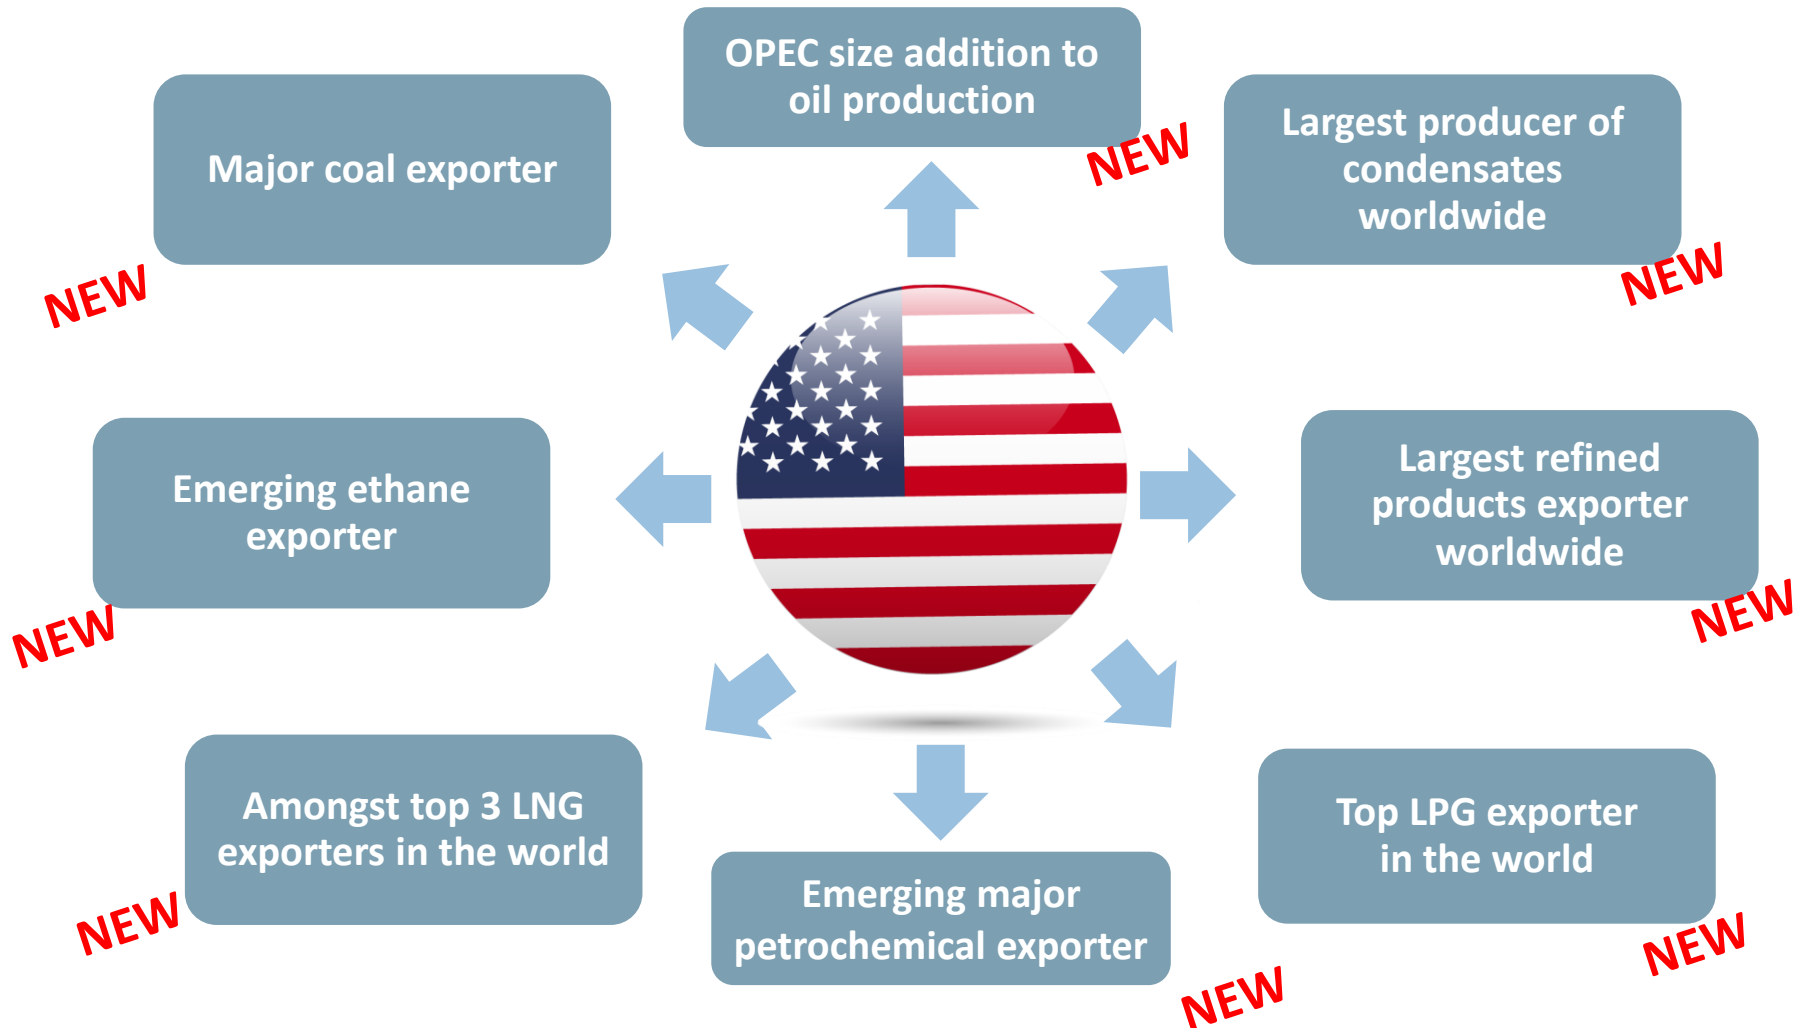 OPEC size addition to
oil production
NEW
Largest producer of
condensates
worldwide
NEW
Largest refined
products exporter
worldwide
NEW
Top LPG exporter
in the world
NEW
Emerging major
petrochemical exporter
NEW
Amongst top 3 LNG
exporters in the world
NEW
Emerging ethane
exporter
NEW
Major coal exporter
NEW